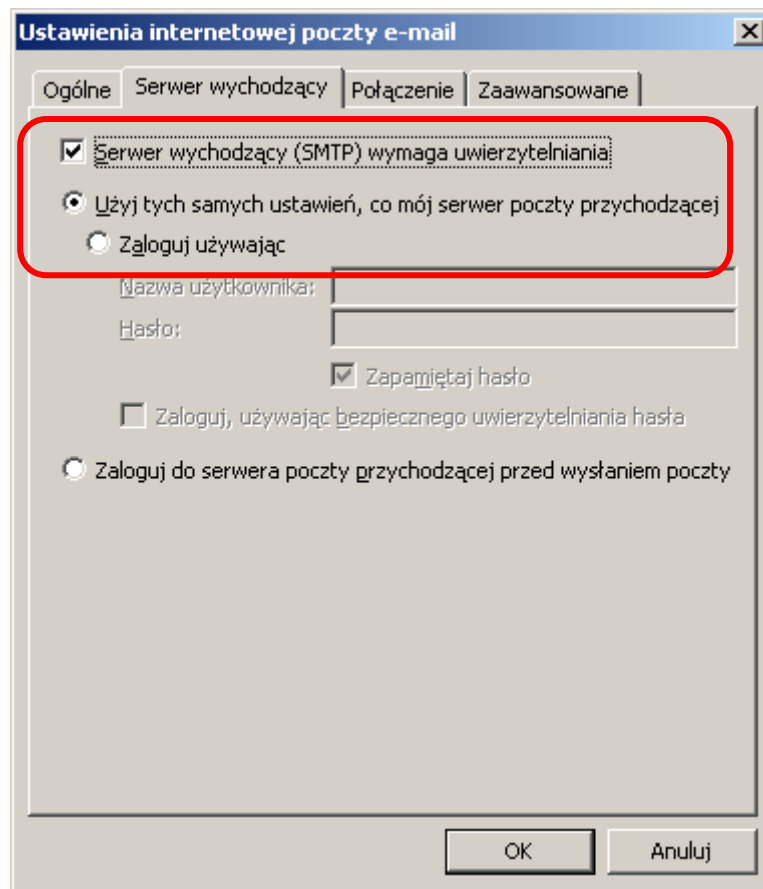 Ustawienia internetowej poczty e-mail
Ogólne Serwer wychodzący Połączenie Zaawansowane
Serwer wychodzący (SMTP) wymaga uwierzytelniania
Użyj tych samych ustawień, co mój serwer poczty przychodzącej
Zaloguj używając
Nazwa użytkownika:
Hasło:
Zapamiętaj hasło
Zaloguj, używając bezpiecznego uwierzytelniania hasła
Zaloguj do serwera poczty przychodzącej przed wysłaniem poczty
OK Anuluj